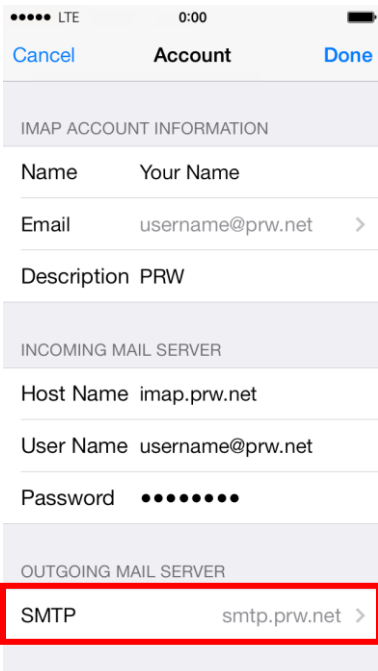 LTE 0:00
Cancel Account Done
IMAP ACCOUNT INFORMATION
Name Your Name
Email username@prw.net
Description PRW
INCOMING MAIL SERVER
Host Name imap.prw.net
User Name username@prw.net
Password ●●●●●●●●
OUTGOING MAIL SERVER
SMTP smtp.prw.net